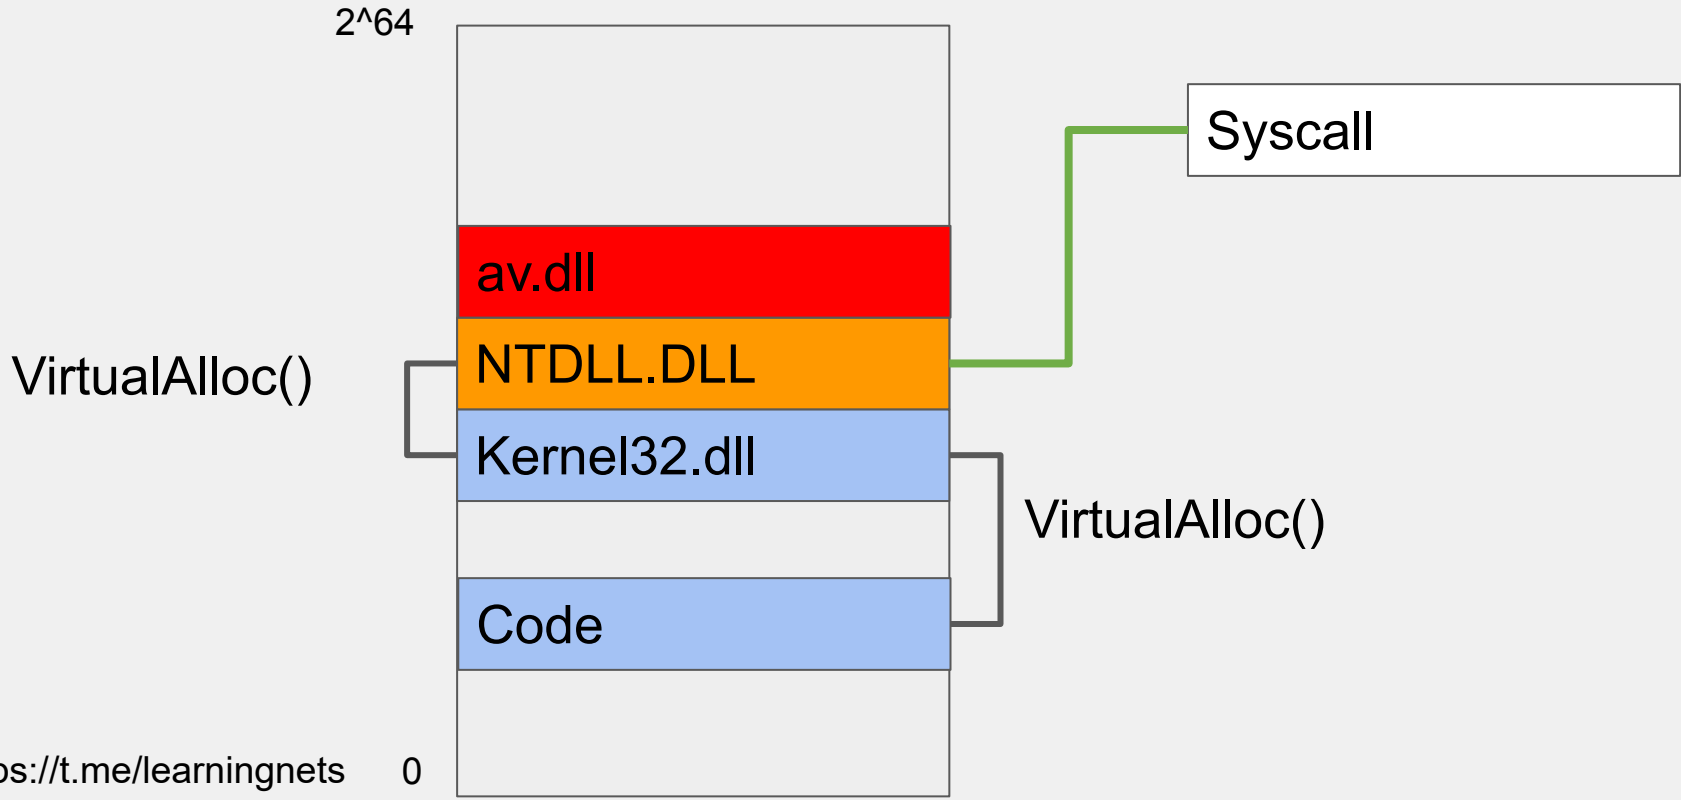 2^64
Syscall
av.dll
NTDLL.DLL
VirtualAlloc()
Kernel32.dll
VirtualAlloc()
Code
ps://t.me/learningnets
0